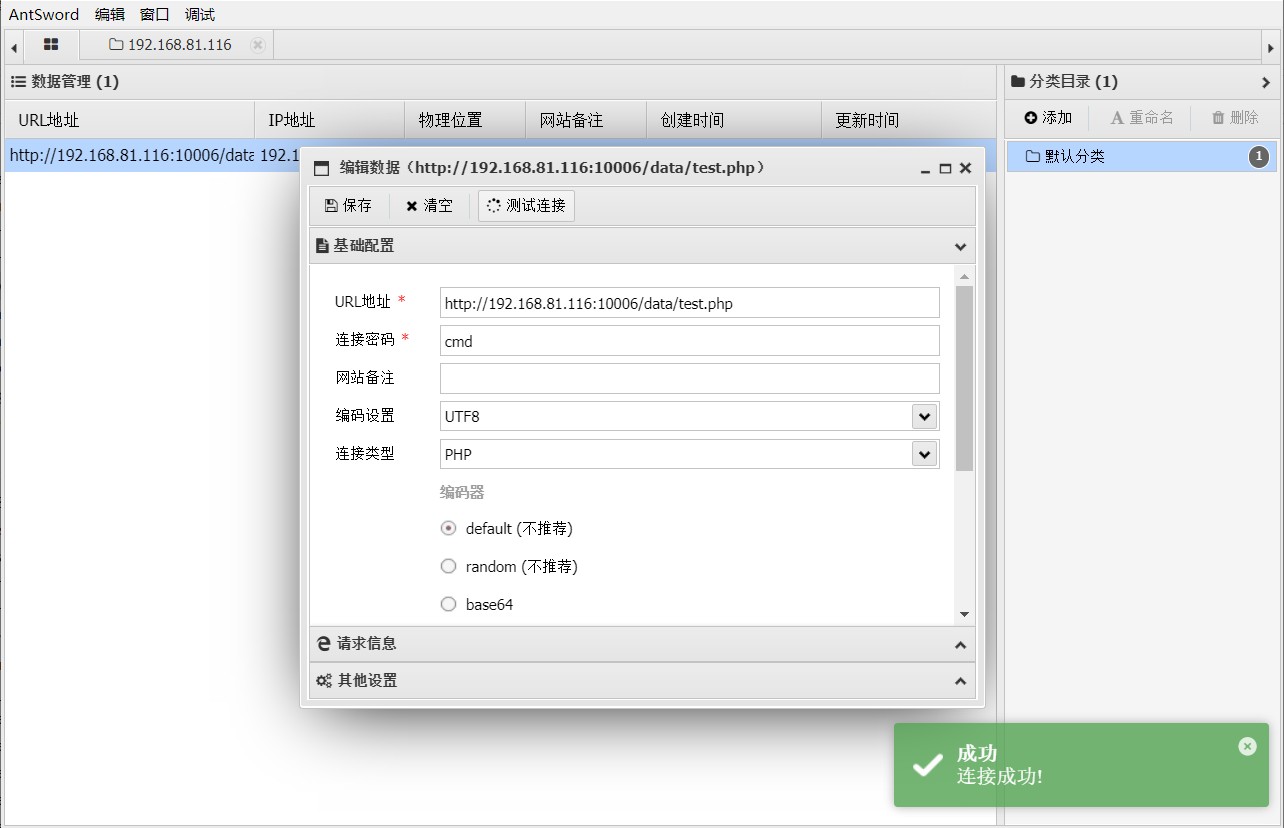 AntSword 编辑 窗口 调试
192.168.81.116
数据管理 (1)
分类目录 (1)
URL地址 IP地址 物理位置 网站备注 创建时间 更新时间
添加 A 重命名 删除
http://192.168.81.116:10006/data 192.1
默认分类 1
编辑数据（http://192.168.81.116:10006/data/test.php）
保存 清空 测试连接
基础配置
URL地址 * http://192.168.81.116:10006/data/test.php
连接密码 * cmd
网站备注
编码设置 UTF8
连接类型 PHP
编码器
default (不推荐)
random (不推荐)
base64
请求信息
其他设置
成功
连接成功!